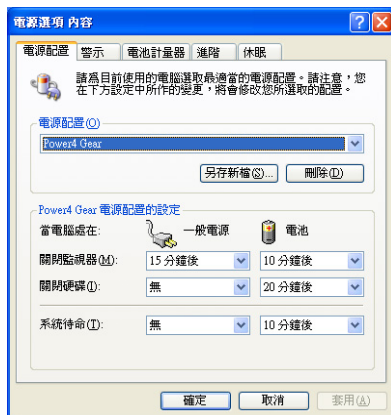 電源選項 內容
電源配置 警示 電池計量器 進階 休眠
請為目前使用的電腦選取最適當的電源配置。請注意，您
在下方設定中所作的變更，將會修改您所選取的配置。
電源配置(O)
Power4 Gear
另存新檔(S)... 刪除(D)
Power4 Gear 電源配置的設定
當電腦處在: 一般電源 電池
關閉監視器(M): 15 分鐘後 10 分鐘後
關閉硬碟(I): 無 20 分鐘後
系統待命(T): 無 10 分鐘後
確定 取消 套用(A)